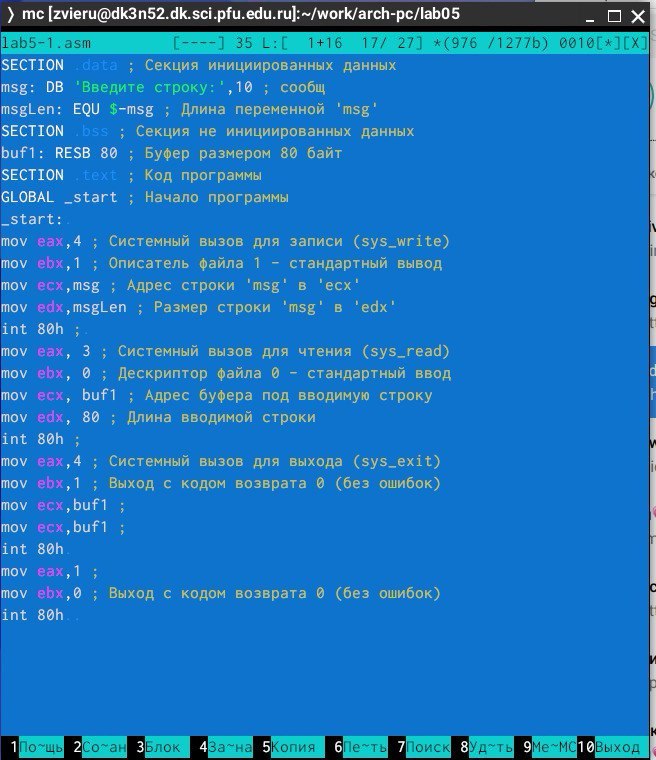 mc [zvieru@dk3n52.dk.sci.pfu.edu.ru]:~/work/arch-pc/lab05
lab5-1.asm [----] 35 L:[ 1+16 17/ 27] *(976 /1277b) 0010[*][X]
SECTION .data ; Секция инициированных данных
msg: DB 'Введите строку:',10 ; сообщ
msgLen: EQU $-msg ; Длина переменной 'msg'
SECTION .bss ; Секция не инициированных данных
buf1: RESB 80 ; Буфер размером 80 байт
SECTION .text ; Код программы
GLOBAL _start ; Начало программы
_start:
mov eax,4 ; Системный вызов для записи (sys_write)
mov ebx,1 ; Описатель файла 1 - стандартный вывод
mov ecx,msg ; Адрес строки 'msg' в 'ecx'
mov edx,msgLen ; Размер строки 'msg' в 'edx'
int 80h ;
mov eax, 3 ; Системный вызов для чтения (sys_read)
mov ebx, 0 ; Дескриптор файла 0 - стандартный ввод
mov ecx, buf1 ; Адрес буфера под вводимую строку
mov edx, 80 ; Длина вводимой строки
int 80h ;
mov eax,4 ; Системный вызов для выхода (sys_exit)
mov ebx,1 ; Выход с кодом возврата 0 (без ошибок)
mov ecx,buf1 ;
mov ecx,buf1 ;
int 80h
mov eax,1 ;
mov ebx,0 ; Выход с кодом возврата 0 (без ошибок)
int 80h
1По~щь 2Со~ан 3Блок 4За~на 5Копия 6Пе~ть 7Поиск 8Уд~ть 9Ме~МС 10Выход